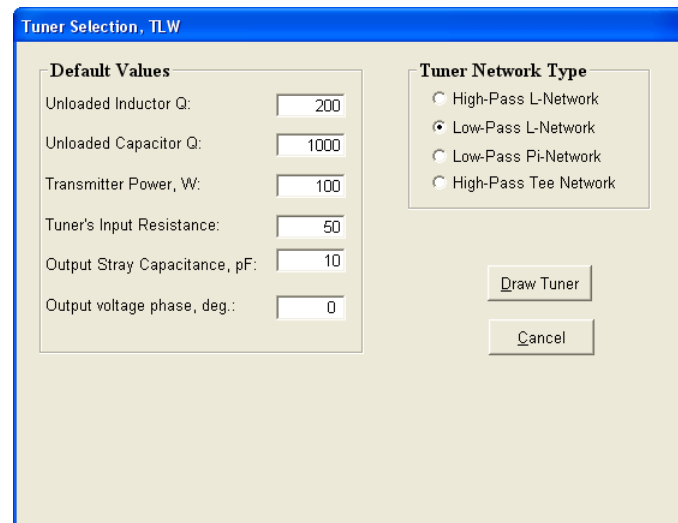 Tuner Selection, TLW
Default Values
Unloaded Inductor Q: 200
Unloaded Capacitor Q: 1000
Transmitter Power, W: 100
Tuner's Input Resistance: 50
Output Stray Capacitance, pF: 10
Output voltage phase, deg.: 0
Tuner Network Type
High-Pass L-Network
Low-Pass L-Network
Low-Pass Pi-Network
High-Pass Tee Network
Draw Tuner
Cancel